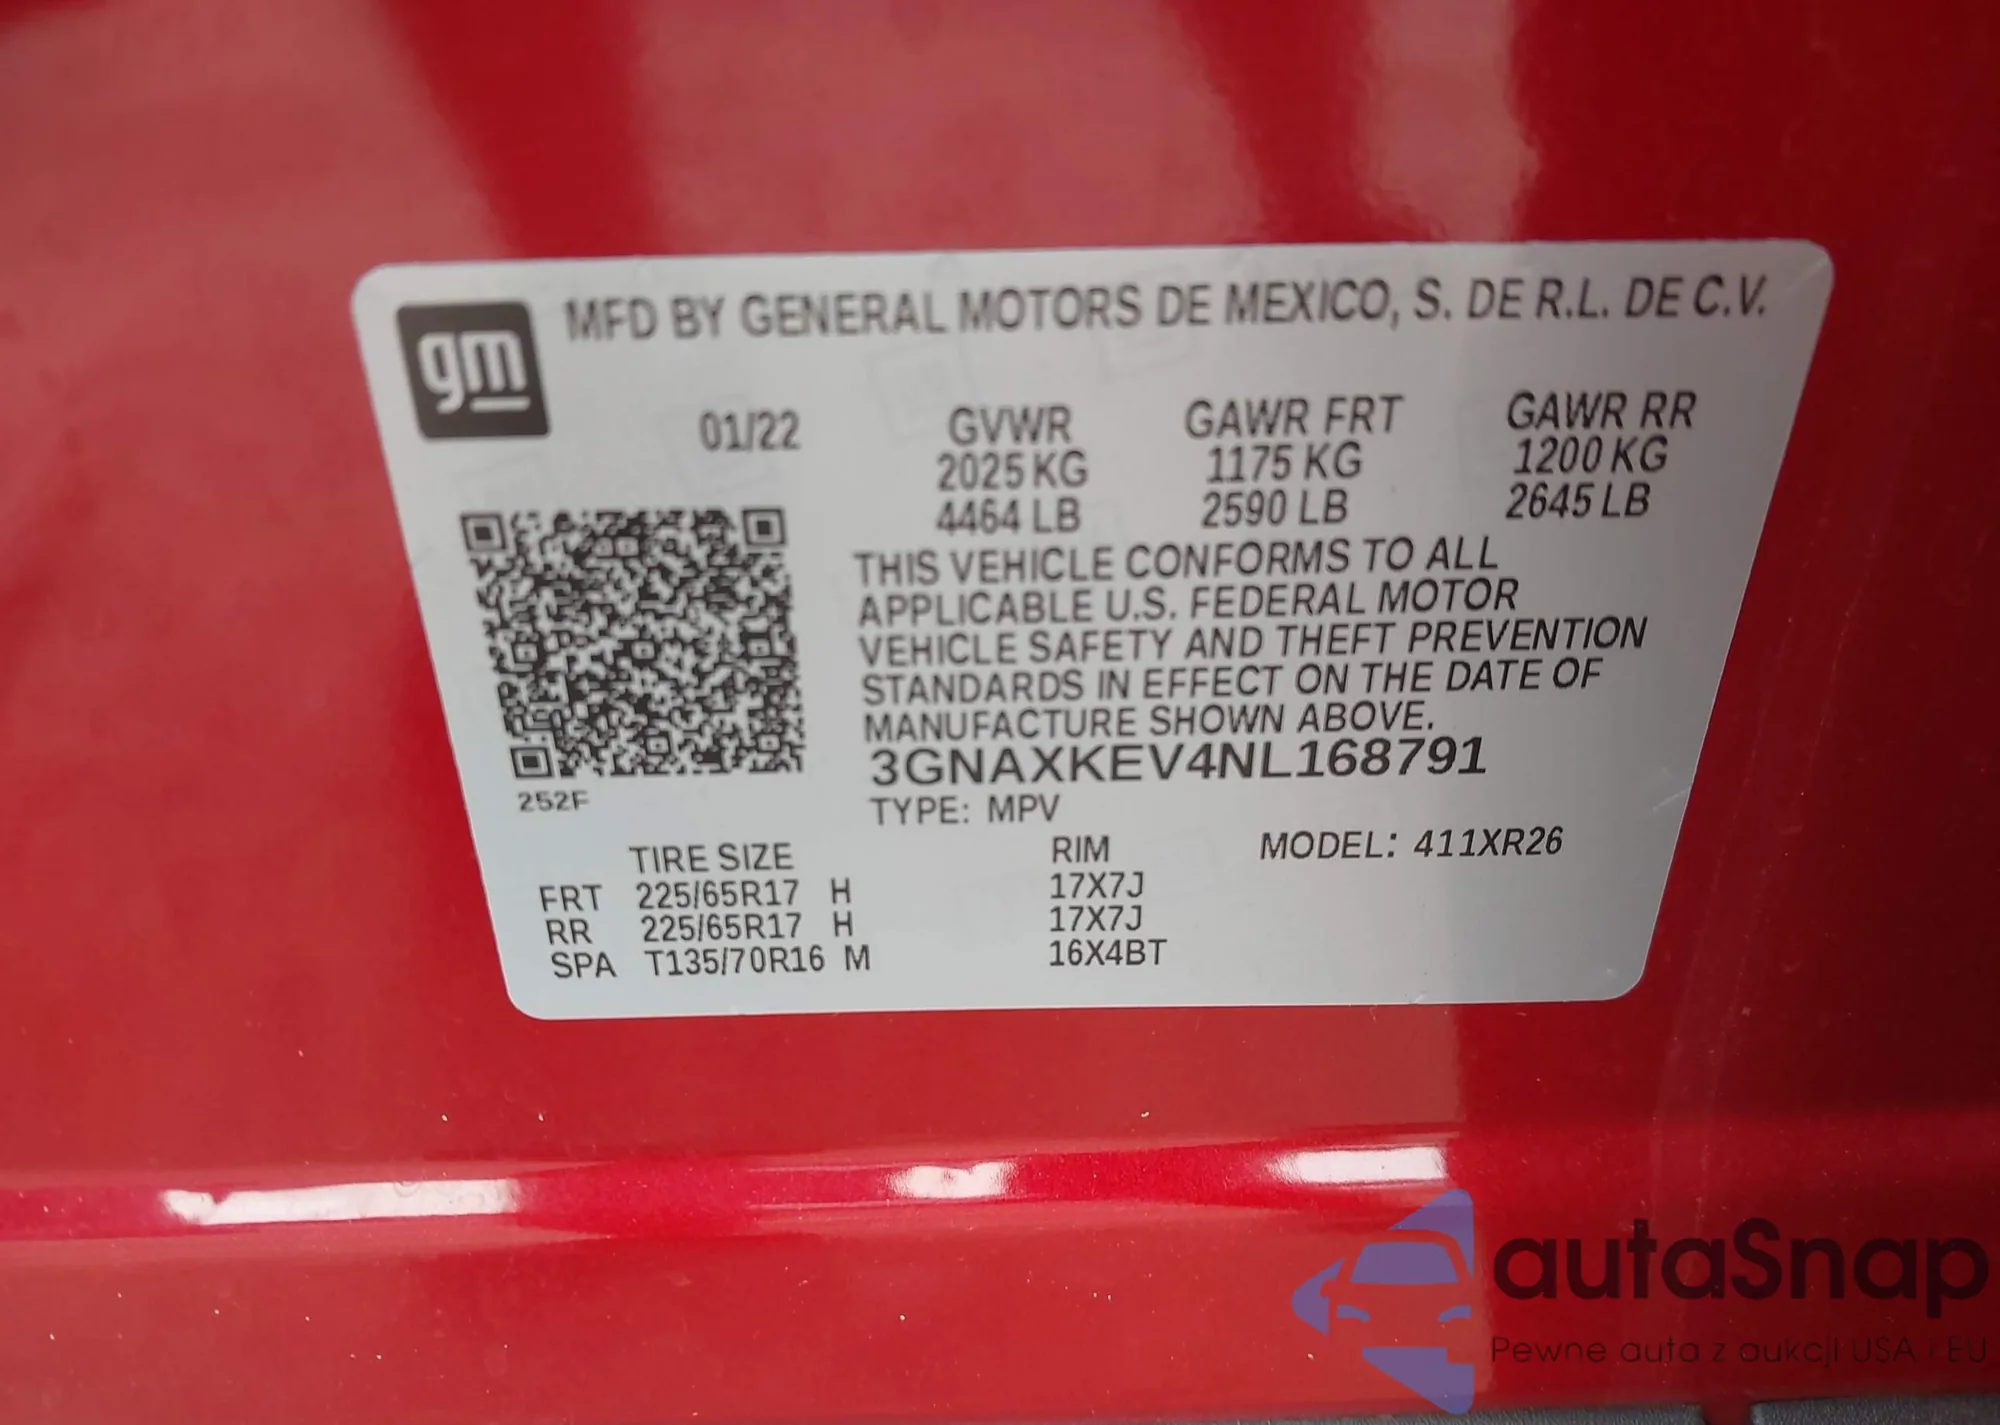 gm
MFD BY GENERAL MOTORS DE MEXICO, S. DE R.L. DE C.V.
01/22 GVWR GAWR FRT GAWR RR
2025 KG 1175 KG 1200 KG
4464 LB 2590 LB 2645 LB
THIS VEHICLE CONFORMS TO ALL
APPLICABLE U.S. FEDERAL MOTOR
VEHICLE SAFETY AND THEFT PREVENTION
STANDARDS IN EFFECT ON THE DATE OF
MANUFACTURE SHOWN ABOVE.
3GNAXKEV4NL168791
252F
TYPE: MPV
TIRE SIZE RIM MODEL: 411XR26
FRT 225/65R17 H 17X7J
RR 225/65R17 H 17X7J
SPA T135/70R16 M 16X4BT
autaSnap
Pewne auta z aukcji USA i EU